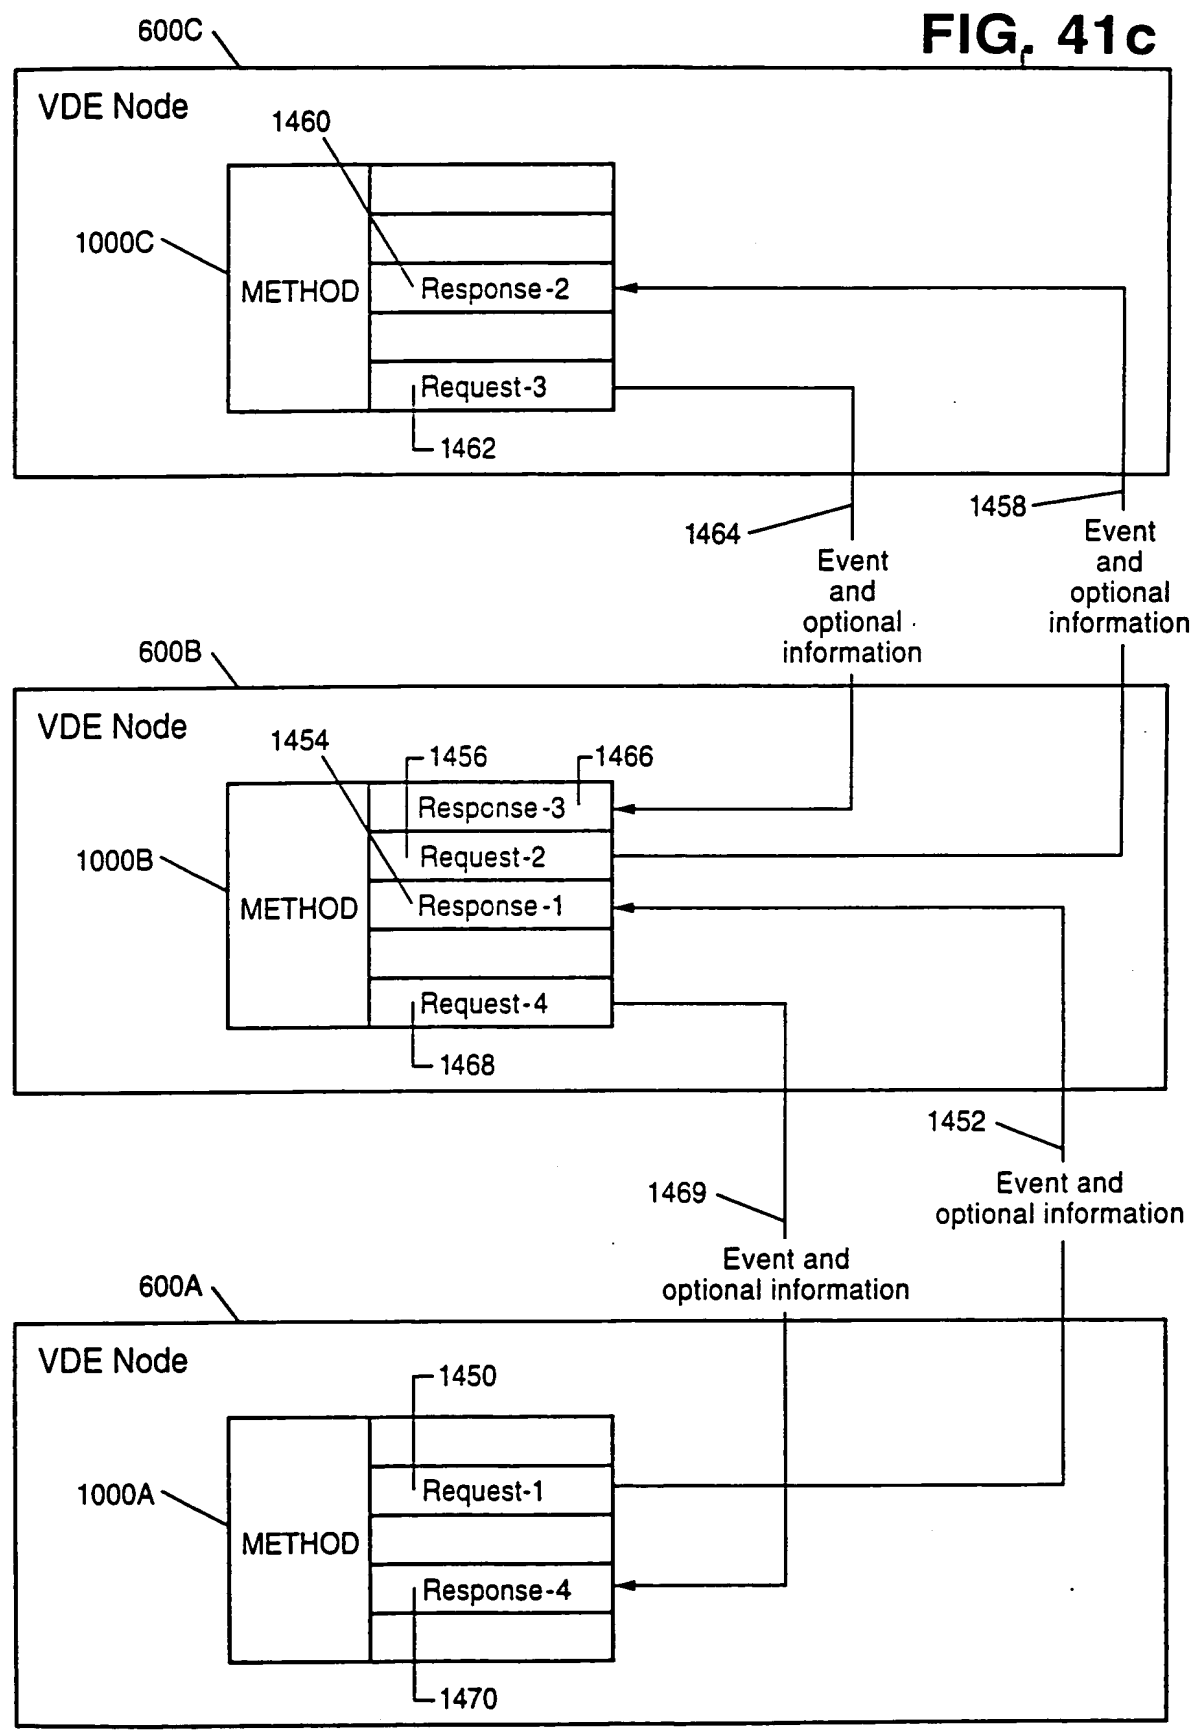 600C
FIG. 41c
VDE Node
1460
1000C
METHOD
Response-2
Request-3
1462
1464
1458
Event
and
optional
information
Event
and
optional
information
600B
VDE Node
1454
1456
1466
Response-3
1000B
Request-2
METHOD
Response-1
Request-4
1468
1452
Event and
optional information
1469
Event and
optional information
600A
VDE Node
1450
1000A
Request-1
METHOD
Response-4
1470